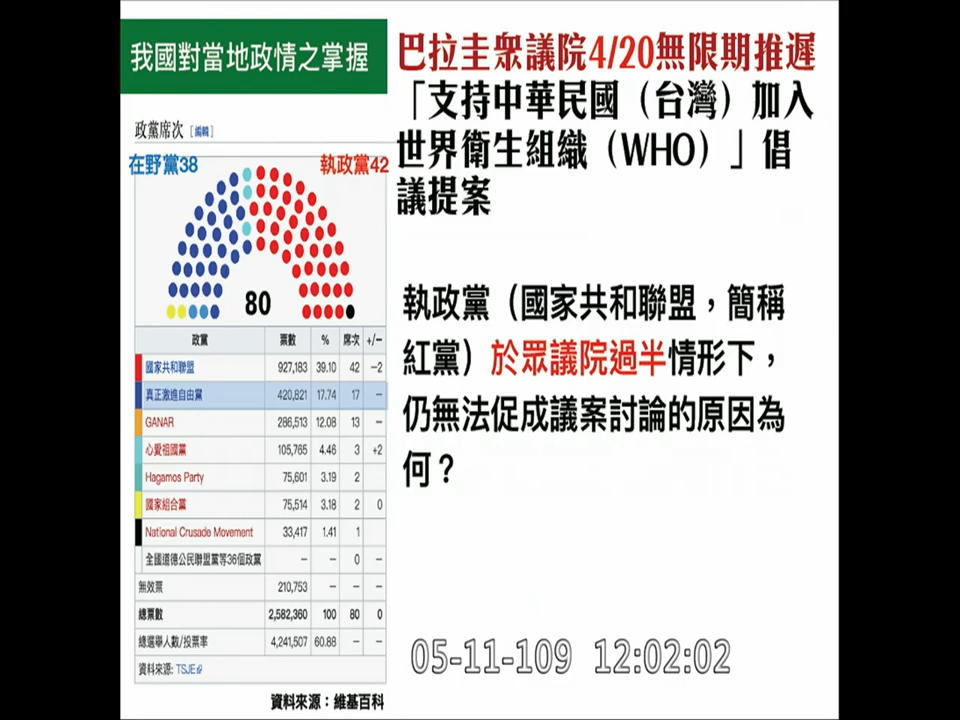 我國對當地政情之掌握
政黨席次 [編輯]
在野黨38
執政黨42
80
政黨 票數 % 席次 +/−
國家共和聯盟 927,183 39.10 42 −2
真正激進自由黨 420,821 17.74 17 −
GANAR 286,513 12.08 13 −
心愛祖國黨 105,765 4.46 3 +2
Hagamos Party 75,601 3.19 2
國家組合黨 75,514 3.18 2 0
National Crusade Movement 33,417 1.41 1
全國道德公民聯盟黨等36個政黨 − − 0 −
無效票 210,753 − − −
總票數 2,582,360 100 80 0
總選舉人數/投票率 4,241,507 60.88 − −
資料來源: TSJE
資料來源：維基百科
巴拉圭眾議院4/20無限期推遲
「支持中華民國（台灣）加入
世界衛生組織（WHO）」倡
議提案
執政黨（國家共和聯盟，簡稱
紅黨）於眾議院過半情形下，
仍無法促成議案討論的原因為
何？
05-11-109 12:02:02